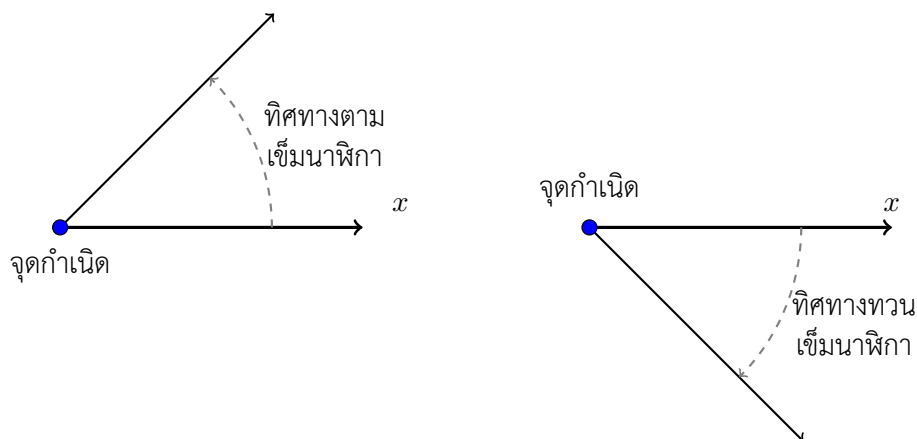 ทิศทางตาม
เข็มนาฬิกา
x
จุดกำเนิด
จุดกำเนิด
x
ทิศทางทวน
เข็มนาฬิกา